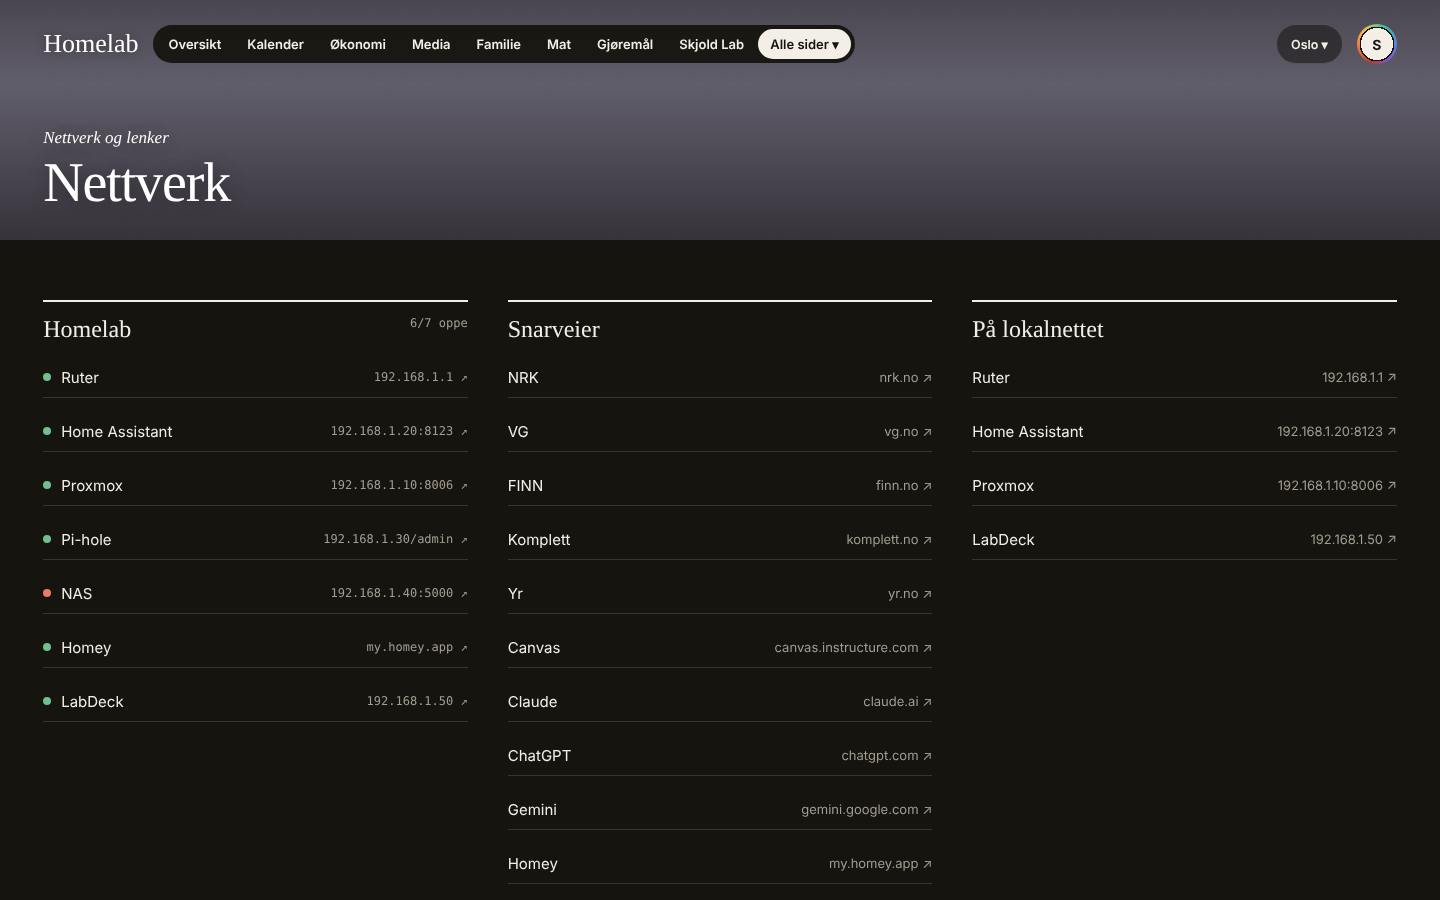 Homelab
Oversikt
Kalender
Økonomi
Media
Familie
Mat
Gjøremål
Skjold Lab
Alle sider ▾
Oslo ▾
S
Nettverk og lenker
Nettverk
Homelab
6/7 oppe
Ruter 192.168.1.1 ↗
Home Assistant 192.168.1.20:8123 ↗
Proxmox 192.168.1.10:8006 ↗
Pi-hole 192.168.1.30/admin ↗
NAS 192.168.1.40:5000 ↗
Homey my.homey.app ↗
LabDeck 192.168.1.50 ↗
Snarveier
NRK nrk.no ↗
VG vg.no ↗
FINN finn.no ↗
Komplett komplett.no ↗
Yr yr.no ↗
Canvas canvas.instructure.com ↗
Claude claude.ai ↗
ChatGPT chatgpt.com ↗
Gemini gemini.google.com ↗
Homey my.homey.app ↗
På lokalnettet
Ruter 192.168.1.1 ↗
Home Assistant 192.168.1.20:8123 ↗
Proxmox 192.168.1.10:8006 ↗
LabDeck 192.168.1.50 ↗